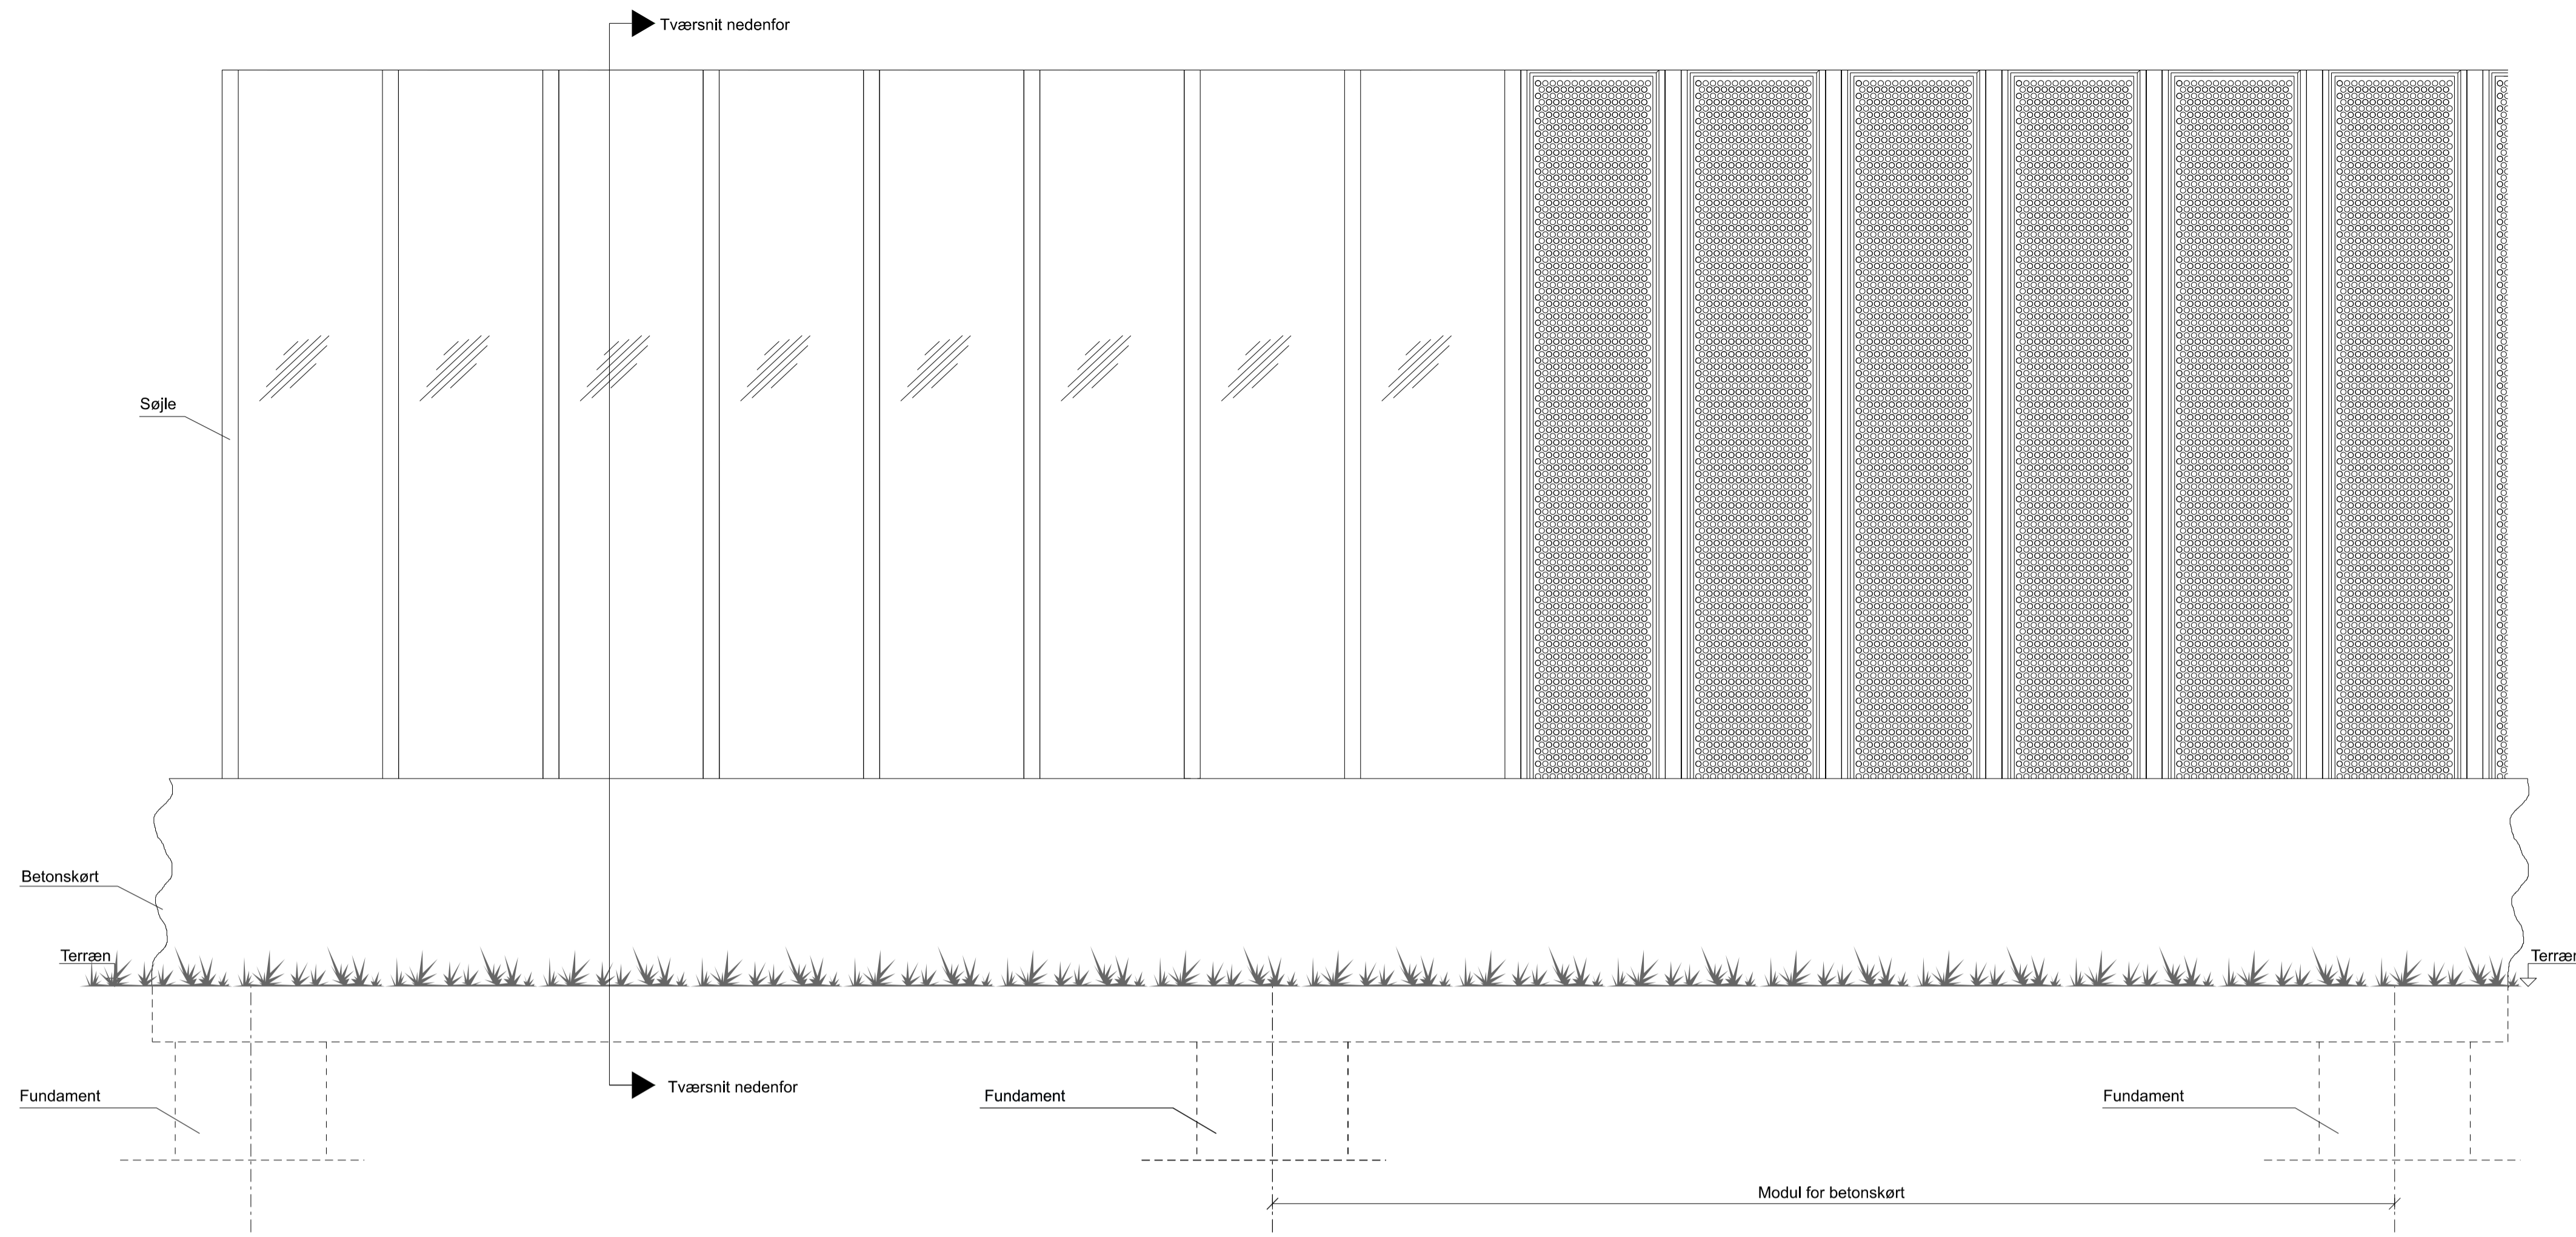 Tværsnit nedenfor
Søjle
Betonskørt
Terræn
Terræn
Tværsnit nedenfor
Fundament
Fundament
Fundament
Modul for betonskørt